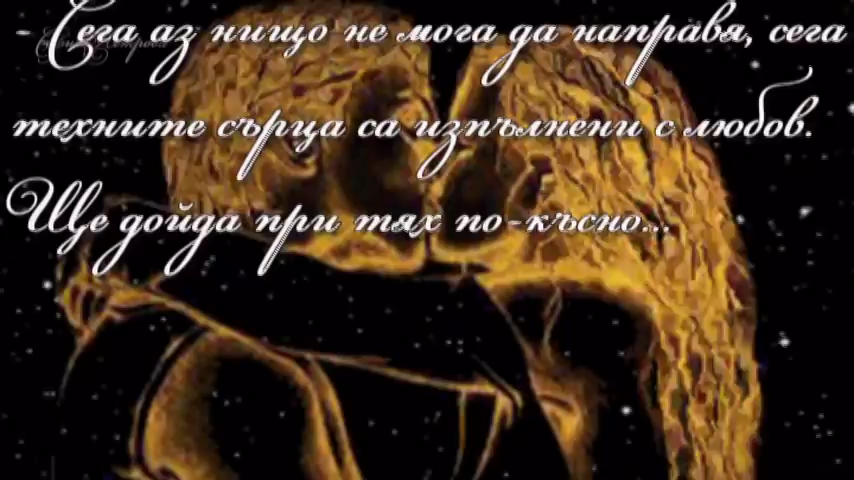 - Сега аз нищо не мога да направя, сега
техните сърца са изпълнени с любов.
Ще дойда при тях по-късно...